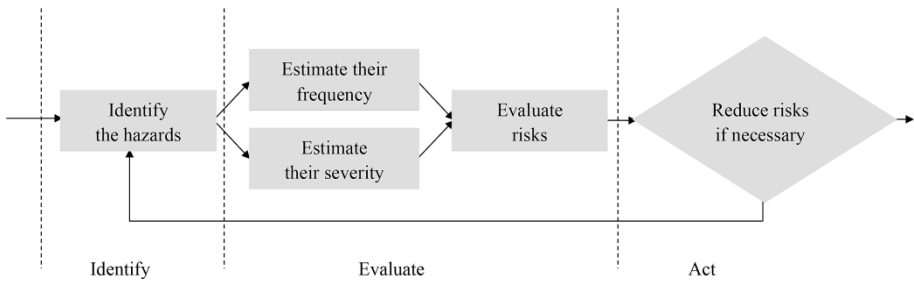 Identify
the hazards
Estimate their
frequency
Estimate
their severity
Evaluate
risks
Reduce risks
if necessary
Identify
Evaluate
Act